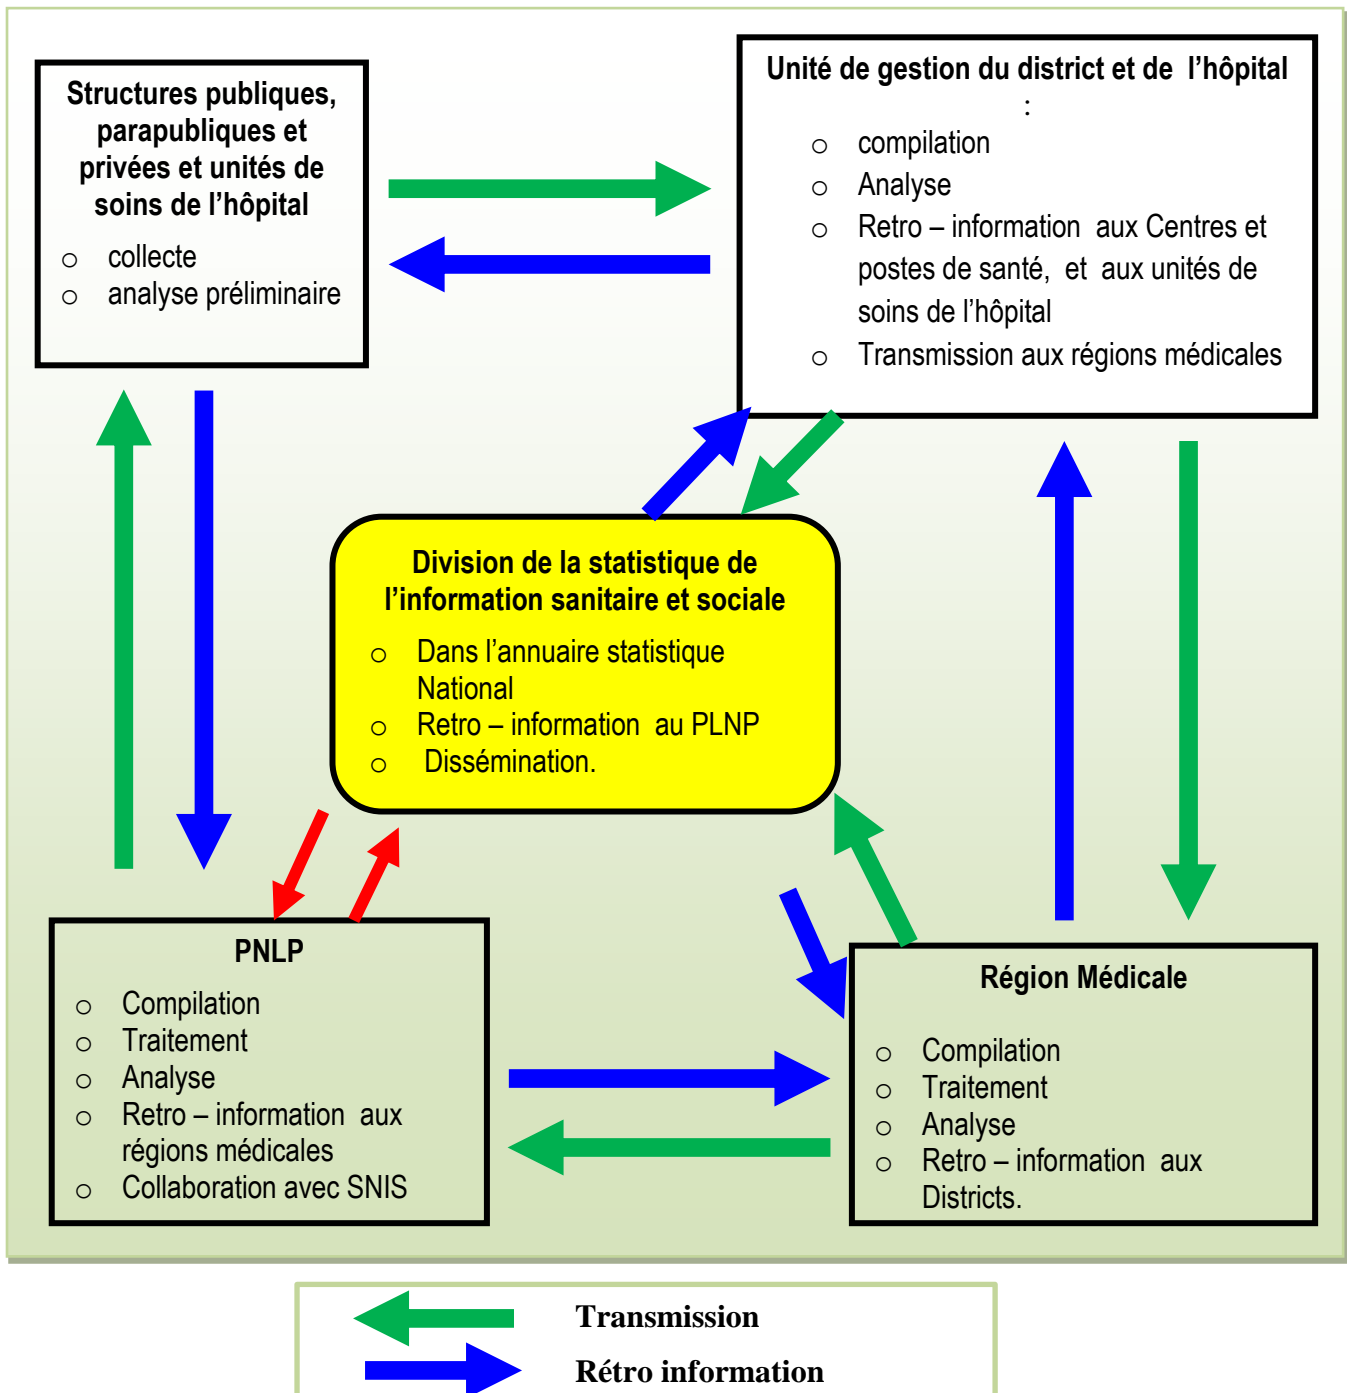 Structures publiques,
parapubliques et
privées et unités de
soins de l'hôpital
o collecte
o analyse préliminaire
Unité de gestion du district et de l'hôpital
:
o compilation
o Analyse
o Retro – information aux Centres et
postes de santé, et aux unités de
soins de l'hôpital
o Transmission aux régions médicales
Division de la statistique de
l'information sanitaire et sociale
o Dans l'annuaire statistique
National
o Retro – information au PLNP
o Dissémination.
PNLP
o Compilation
o Traitement
o Analyse
o Retro – information aux
régions médicales
o Collaboration avec SNIS
Région Médicale
o Compilation
o Traitement
o Analyse
o Retro – information aux
Districts.
Transmission
Rétro information